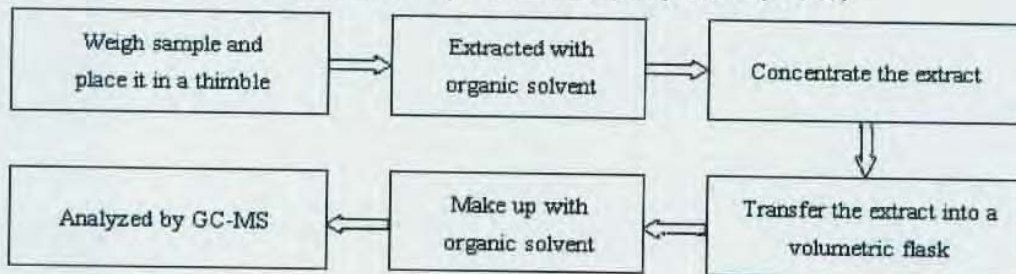 Weigh sample and
place it in a thimble
Extracted with
organic solvent
Concentrate the extract
Transfer the extract into a
volumetric flask
Make up with
organic solvent
Analyzed by GC-MS